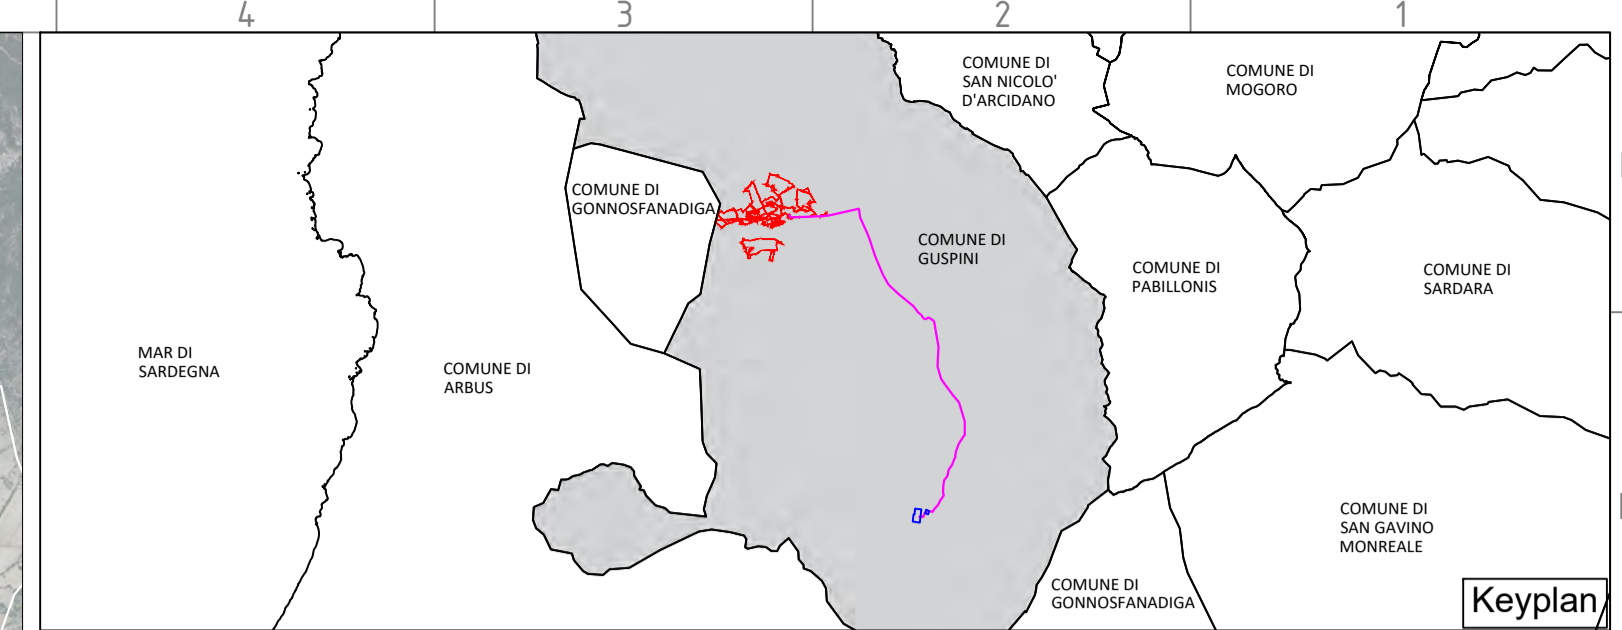 4 3 2 1
COMUNE DI
SAN NICOLO'
D'ARCIDANO
COMUNE DI
MOGORO
COMUNE DI
GONNOSFANADIGA
COMUNE DI
GUSPINI
COMUNE DI
PABILLONIS
COMUNE DI
SARDARA
MAR DI
SARDEGNA
COMUNE DI
ARBUS
COMUNE DI
SAN GAVINO
MONREALE
COMUNE DI
GONNOSFANADIGA
Keyplan